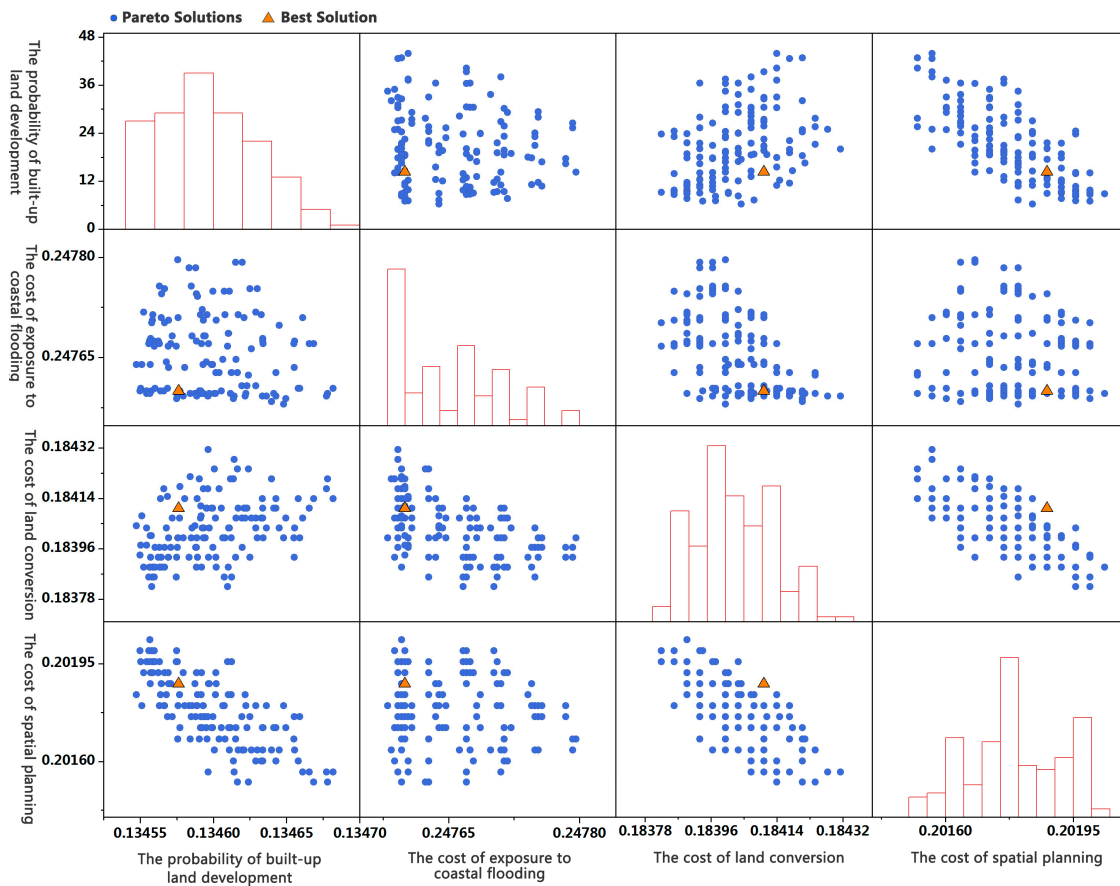 Pareto Solutions
Best Solution
The probability of built-up
land development
48
36
24
12
0
The cost of exposure to
coastal flooding
0.24780
0.24765
The cost of land conversion
0.18432
0.18414
0.18396
0.18378
The cost of spatial planning
0.20195
0.20160
0.13455
0.13460
0.13465
0.13470
0.24765
0.24780
0.18378
0.18396
0.18414
0.18432
0.20160
0.20195
The probability of built-up
land development
The cost of exposure to
coastal flooding
The cost of land conversion
The cost of spatial planning